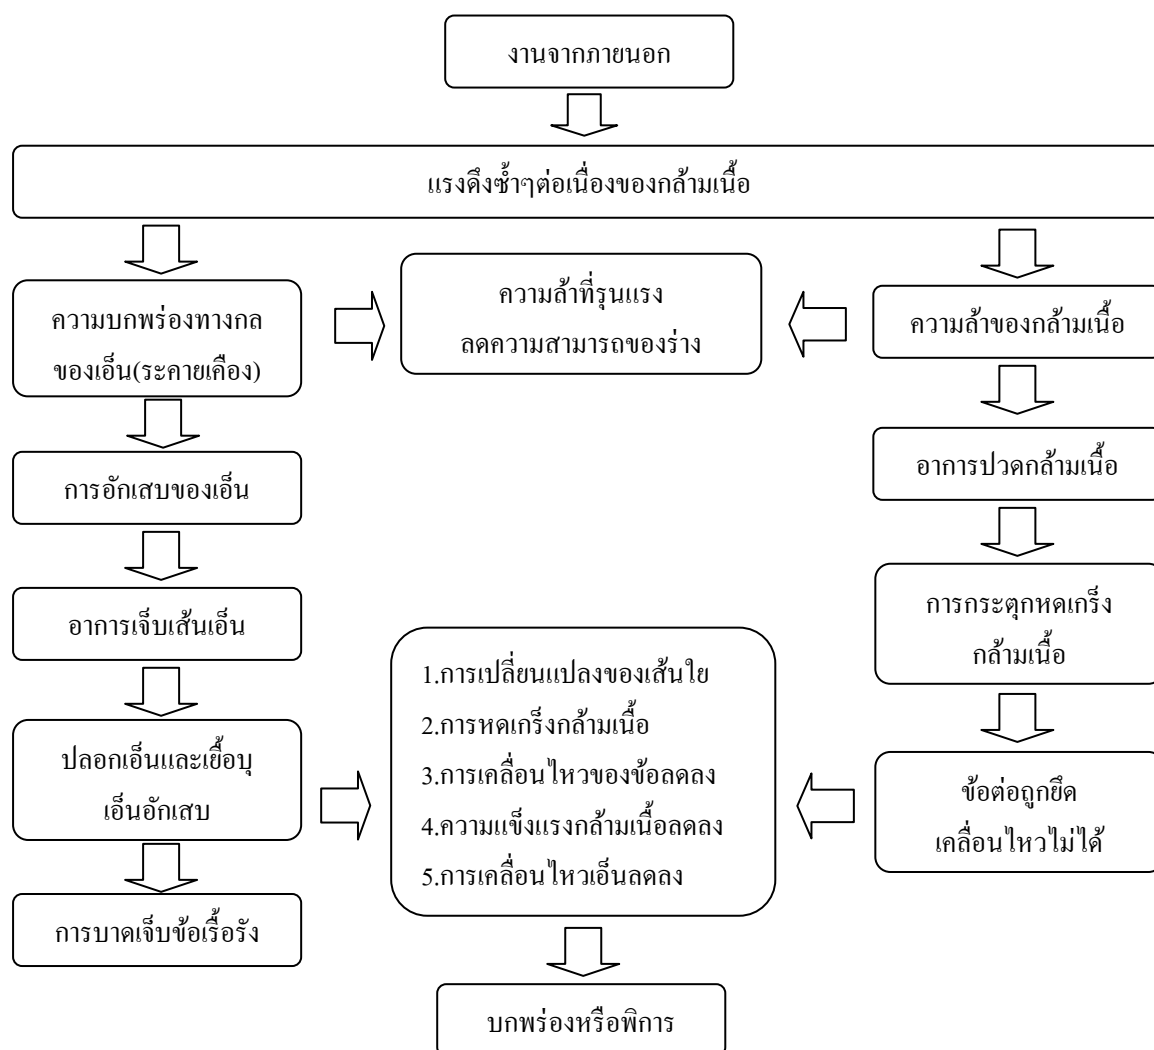 งานจากภายนอก
แรงดึงซ้ำๆต่อเนื่องของกล้ามเนื้อ
ความบกพร่องทางกล
ของเอ็น(ระคายเคือง)
ความล้าที่รุนแรง
ลดความสามารถของร่าง
ความล้าของกล้ามเนื้อ
การอักเสบของเอ็น
อาการปวดกล้ามเนื้อ
อาการเจ็บเส้นเอ็น
การกระตุกหดเกร็ง
กล้ามเนื้อ
ปลอกเอ็นและเยื้อบุ
เอ็นอักเสบ
1.การเปลี่ยนแปลงของเส้นใย
2.การหดเกร็งกล้ามเนื้อ
3.การเคลื่อนไหวของข้อลดลง
4.ความแข็งแรงกล้ามเนื้อลดลง
5.การเคลื่อนไหวเอ็นลดลง
ข้อต่อถูกยึด
เคลื่อนไหวไม่ได้
การบาดเจ็บข้อเรื้อรัง
บกพร่องหรือพิการ